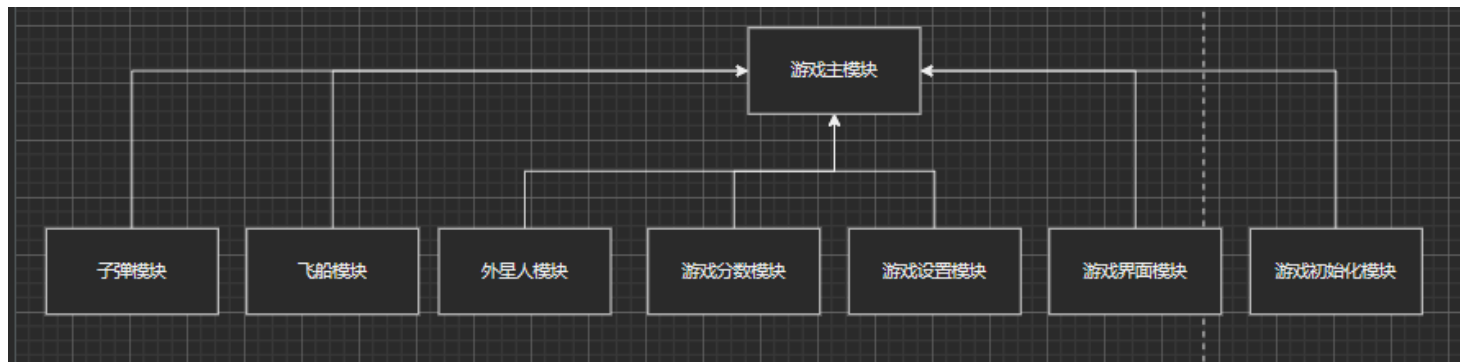 游戏主模块
子弹模块
飞船模块
外星人模块
游戏分数模块
游戏设置模块
游戏界面模块
游戏初始化模块